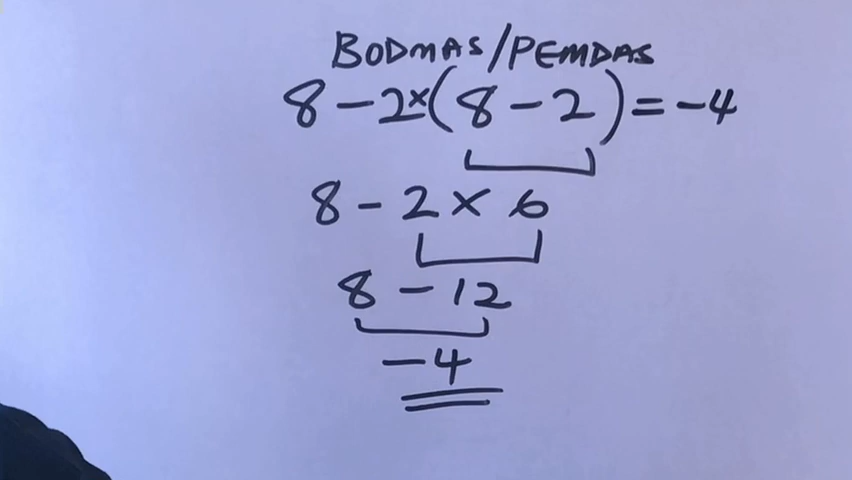 BODMAS/PEMDAS
8 - 2×(8 - 2) = -4
8 - 2 × 6
8 - 12
-4